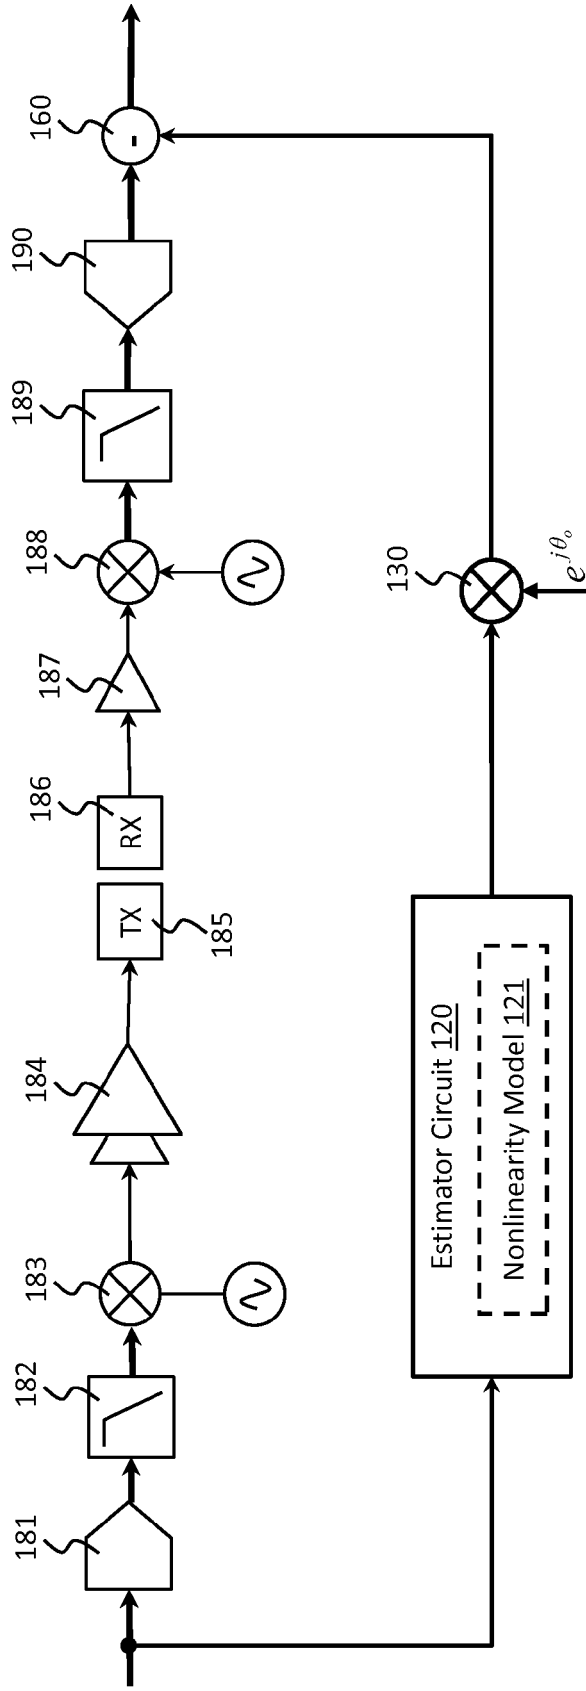 181
182
183
184
TX
185
186
RX
187
188
189
190
160
Estimator Circuit 120
Nonlinearity Model 121
130
e^{jθ_o}
-